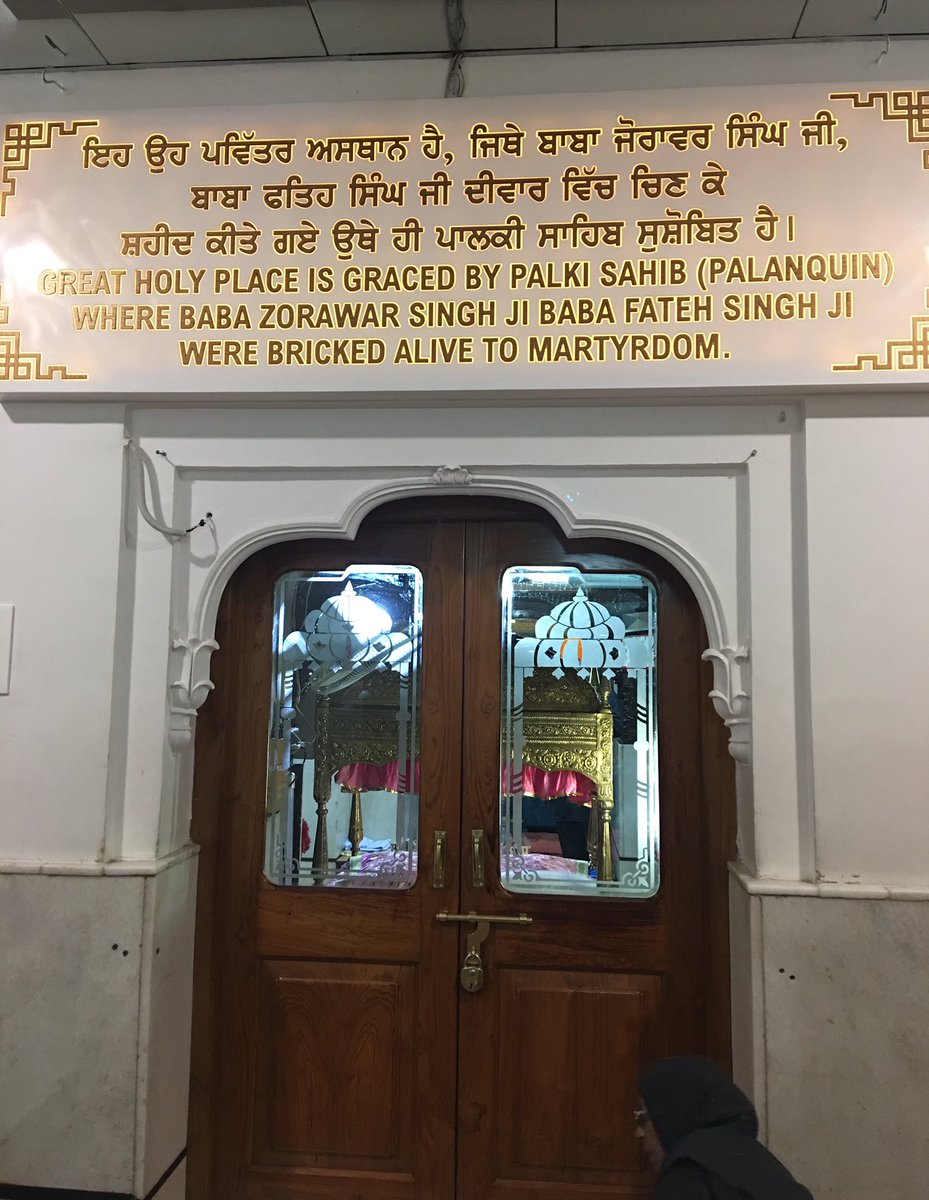 ਇਹ ਉਹ ਪਵਿੱਤਰ ਅਸਥਾਨ ਹੈ, ਜਿਥੇ ਬਾਬਾ ਜੋਰਾਵਰ ਸਿੰਘ ਜੀ,
ਬਾਬਾ ਫਤਿਹ ਸਿੰਘ ਜੀ ਦੀਵਾਰ ਵਿੱਚ ਚਿਣ ਕੇ
ਸ਼ਹੀਦ ਕੀਤੇ ਗਏ ਉਥੇ ਹੀ ਪਾਲਕੀ ਸਾਹਿਬ ਸੁਸ਼ੋਬਿਤ ਹੈ।
GREAT HOLY PLACE IS GRACED BY PALKI SAHIB (PALANQUIN)
WHERE BABA ZORAWAR SINGH JI BABA FATEH SINGH JI
WERE BRICKED ALIVE TO MARTYRDOM.